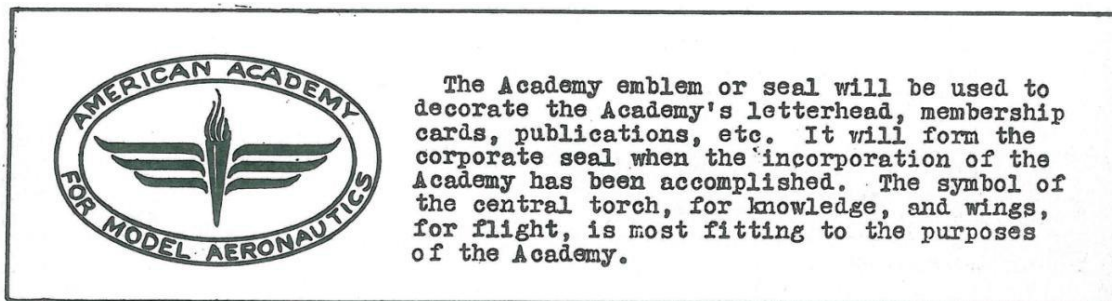 AMERICAN ACADEMY
FOR MODEL AERONAUTICS
The Academy emblem or seal will be used to
decorate the Academy's letterhead, membership
cards, publications, etc. It will form the
corporate seal when the incorporation of the
Academy has been accomplished. The symbol of
the central torch, for knowledge, and wings,
for flight, is most fitting to the purposes
of the Academy.